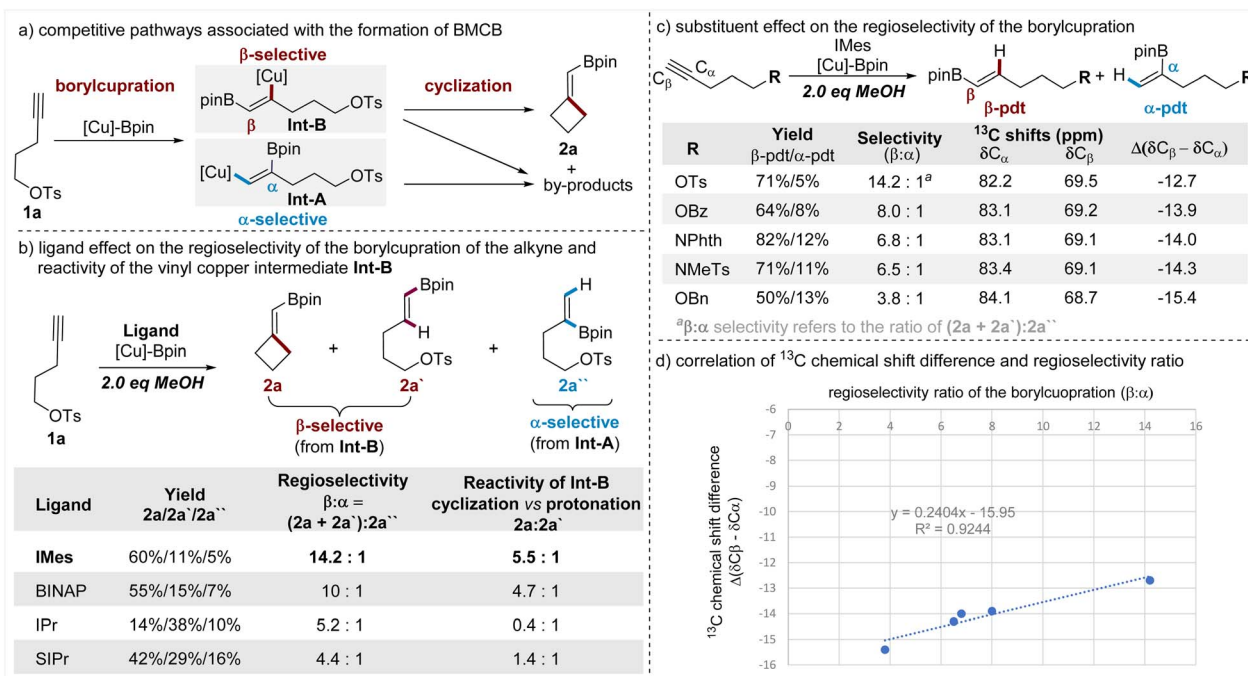 a) competitive pathways associated with the formation of BMCB
β-selective
[Cu]
pinB
OTs
β
Int-B
borylcupration
[Cu]-Bpin
OTs
1a
Bpin
[Cu]
OTs
α
Int-A
α-selective
cyclization
Bpin
2a
+
by-products
b) ligand effect on the regioselectivity of the borylcupration of the alkyne and
reactivity of the vinyl copper intermediate Int-B
OTs
1a
Ligand
[Cu]-Bpin
2.0 eq MeOH
Bpin
2a
+
Bpin
H
OTs
2a`
+
H
Bpin
OTs
2a``
β-selective
(from Int-B)
α-selective
(from Int-A)
Ligand Yield 2a/2a`/2a`` Regioselectivity β:α = (2a + 2a`):2a`` Reactivity of Int-B cyclization vs protonation 2a:2a`
IMes 60%/11%/5% 14.2 : 1 5.5 : 1
BINAP 55%/15%/7% 10 : 1 4.7 : 1
IPr 14%/38%/10% 5.2 : 1 0.4 : 1
SIPr 42%/29%/16% 4.4 : 1 1.4 : 1
c) substituent effect on the regioselectivity of the borylcupration
Cβ
Cα
R
IMes
[Cu]-Bpin
2.0 eq MeOH
H
pinB
R
β
β-pdt
+
pinB
H
α
R
α-pdt
R Yield β-pdt/α-pdt Selectivity (β:α) ¹³C shifts (ppm) δCα δCβ Δ(δCβ – δCα)
OTs 71%/5% 14.2 : 1ᵃ 82.2 69.5 -12.7
OBz 64%/8% 8.0 : 1 83.1 69.2 -13.9
NPhth 82%/12% 6.8 : 1 83.1 69.1 -14.0
NMeTs 71%/11% 6.5 : 1 83.4 69.1 -14.3
OBn 50%/13% 3.8 : 1 84.1 68.7 -15.4
ᵃβ:α selectivity refers to the ratio of (2a + 2a`):2a``
d) correlation of ¹³C chemical shift difference and regioselectivity ratio
regioselectivity ratio of the borylcuopration (β:α)
0 2 4 6 8 10 12 14 16
-6
-7
-8
-9
-10
-11
-12
-13
-14
-15
-16
¹³C chemical shift difference
Δ(δCβ - δCα)
y = 0.2404x - 15.95
R² = 0.9244